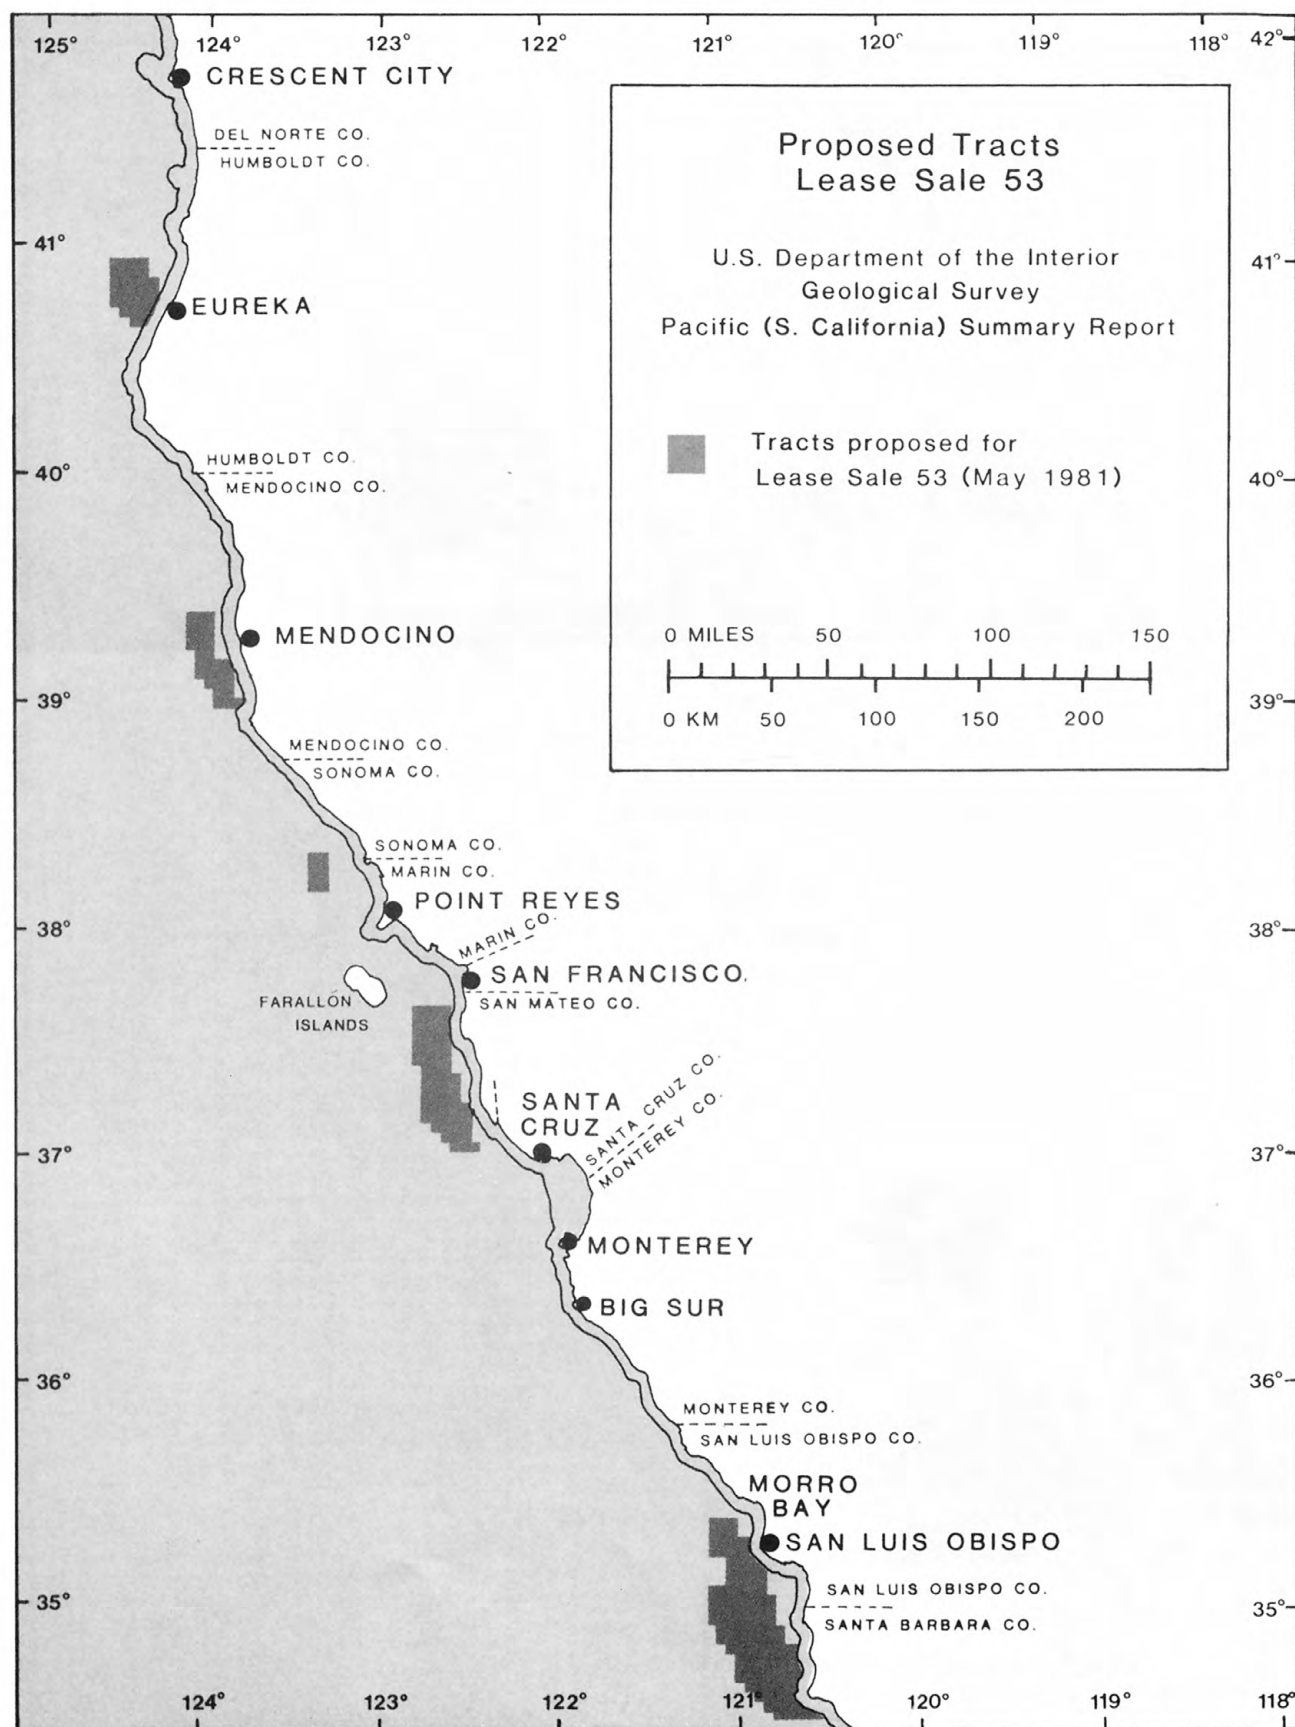 125° 124° 123° 122° 121° 120° 119° 118° 42°
CRESCENT CITY
DEL NORTE CO.
HUMBOLDT CO.
Proposed Tracts
Lease Sale 53
U.S. Department of the Interior
Geological Survey
Pacific (S. California) Summary Report
Tracts proposed for
Lease Sale 53 (May 1981)
0 MILES 50 100 150
0 KM 50 100 150 200
41° 41°
EUREKA
40° 40°
HUMBOLDT CO.
MENDOCINO CO.
MENDOCINO
39° 39°
MENDOCINO CO.
SONOMA CO.
SONOMA CO.
MARIN CO.
POINT REYES
38° 38°
MARIN CO.
SAN FRANCISCO.
SAN MATEO CO.
FARALLON
ISLANDS
SANTA
CRUZ
SANTA CRUZ CO.
MONTEREY CO.
37° 37°
MONTEREY
BIG SUR
36° 36°
MONTEREY CO.
SAN LUIS OBISPO CO.
MORRO
BAY
SAN LUIS OBISPO
35° 35°
SAN LUIS OBISPO CO.
SANTA BARBARA CO.
124° 123° 122° 121° 120° 119° 118°